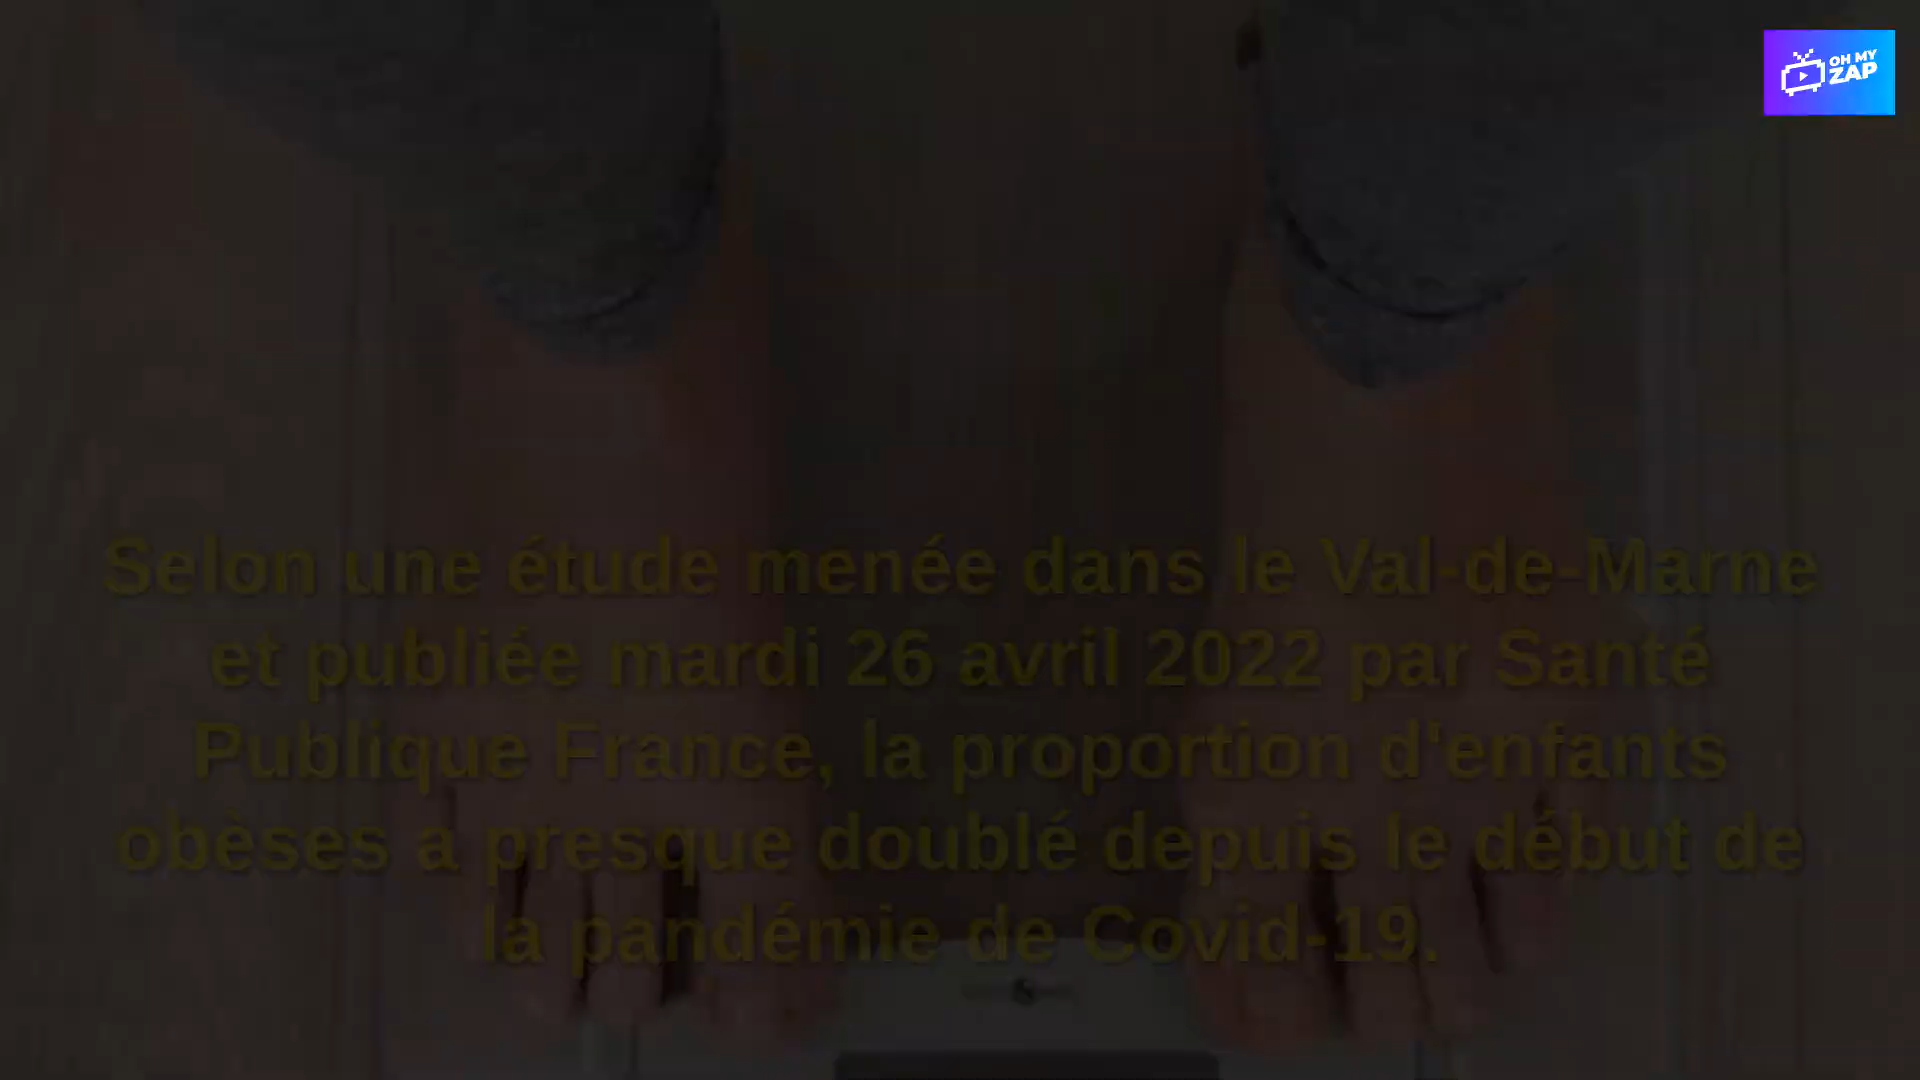 OH MY
ZAP
Selon une étude menée dans le Val-de-Marne
et publiée mardi 26 avril 2022 par Santé
Publique France, la proportion d'enfants
obèses a presque doublé depuis le début de
la pandémie de Covid-19.